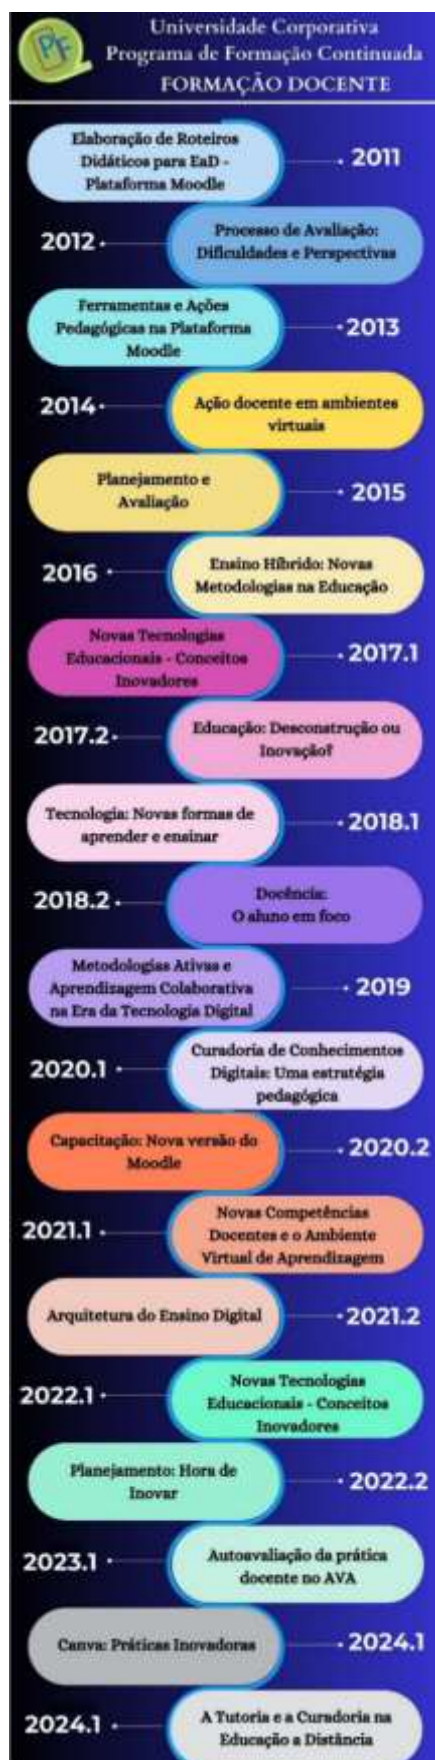 PF
Universidade Corporativa
Programa de Formação Continuada
FORMAÇÃO DOCENTE
Elaboração de Roteiros
Didáticos para EaD -
Plataforma Moodle
2011
2012
Processo de Avaliação:
Dificuldades e Perspectivas
Ferramentas e Ações
Pedagógicas na Plataforma
Moodle
2013
2014
Ação docente em ambientes
virtuais
Planejamento e
Avaliação
2015
2016
Ensino Híbrido: Novas
Metodologias na Educação
Novas Tecnologias
Educacionais - Conceitos
Inovadores
2017.1
2017.2
Educação: Desconstrução ou
Inovação?
Tecnologia: Novas formas de
aprender e ensinar
2018.1
2018.2
Docência:
O aluno em foco
Metodologias Ativas e
Aprendizagem Colaborativa
na Era da Tecnologia Digital
2019
2020.1
Curadoria de Conhecimentos
Digitais: Uma estratégia
pedagógica
Capacitação: Nova versão do
Moodle
2020.2
2021.1
Novas Competências
Docentes e o Ambiente
Virtual de Aprendizagem
Arquitetura do Ensino Digital
2021.2
2022.1
Novas Tecnologias
Educacionais - Conceitos
Inovadores
Planejamento: Hora de
Inovar
2022.2
2023.1
Autoavaliação da prática
docente no AVA
Canva: Práticas Inovadoras
2024.1
2024.1
A Tutoria e a Curadoria na
Educação a Distância